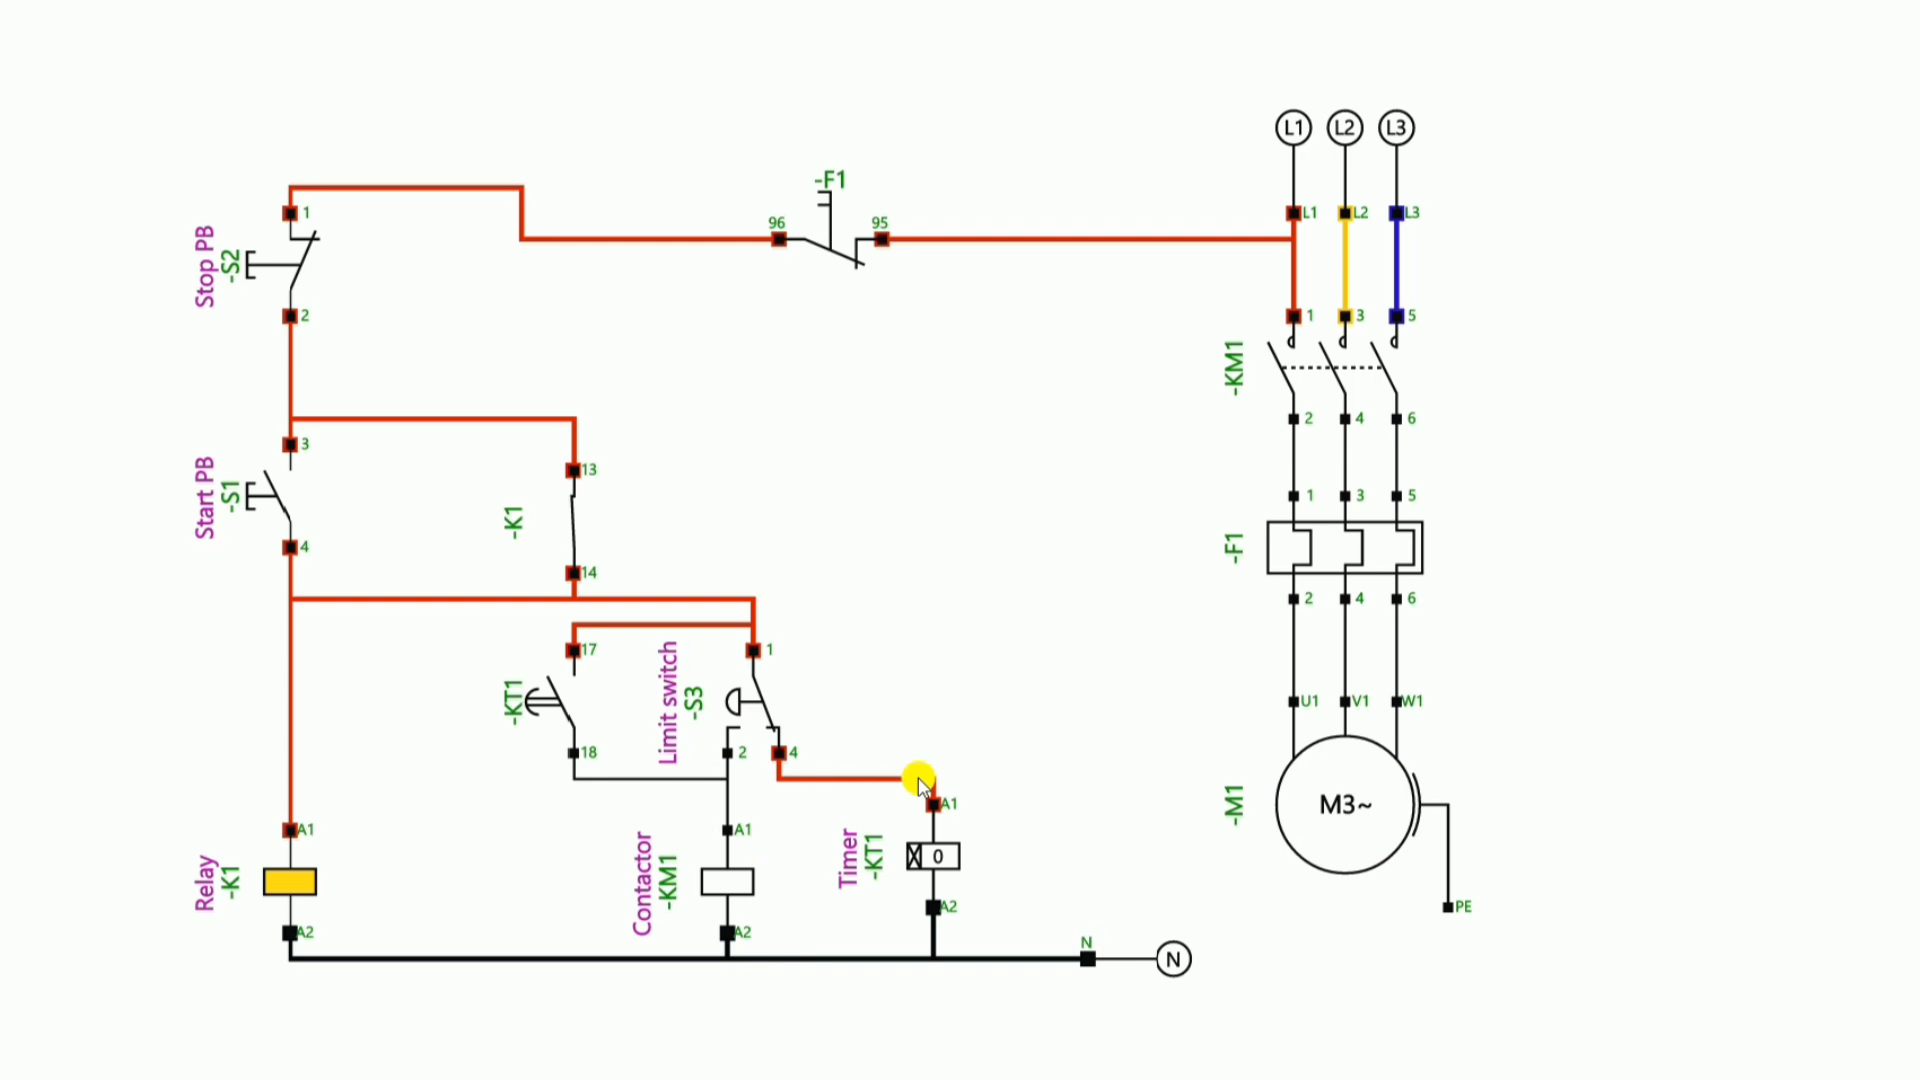 L1 L2 L3
-F1
1
96 95
L1 L2 L3
Stop PB
-S2
2
1 3 5
-KM1
2 4 6
3
13
Start PB
-S1
-K1
1 3 5
4
-F1
14
2 4 6
17
1
Limit switch
-S3
-KT1
U1 V1 W1
18
2
4
A1
M3~
-M1
A1
A1
Contactor
-KM1
Timer
-KT1
0
Relay
-K1
A2
PE
A2
A2
N
N